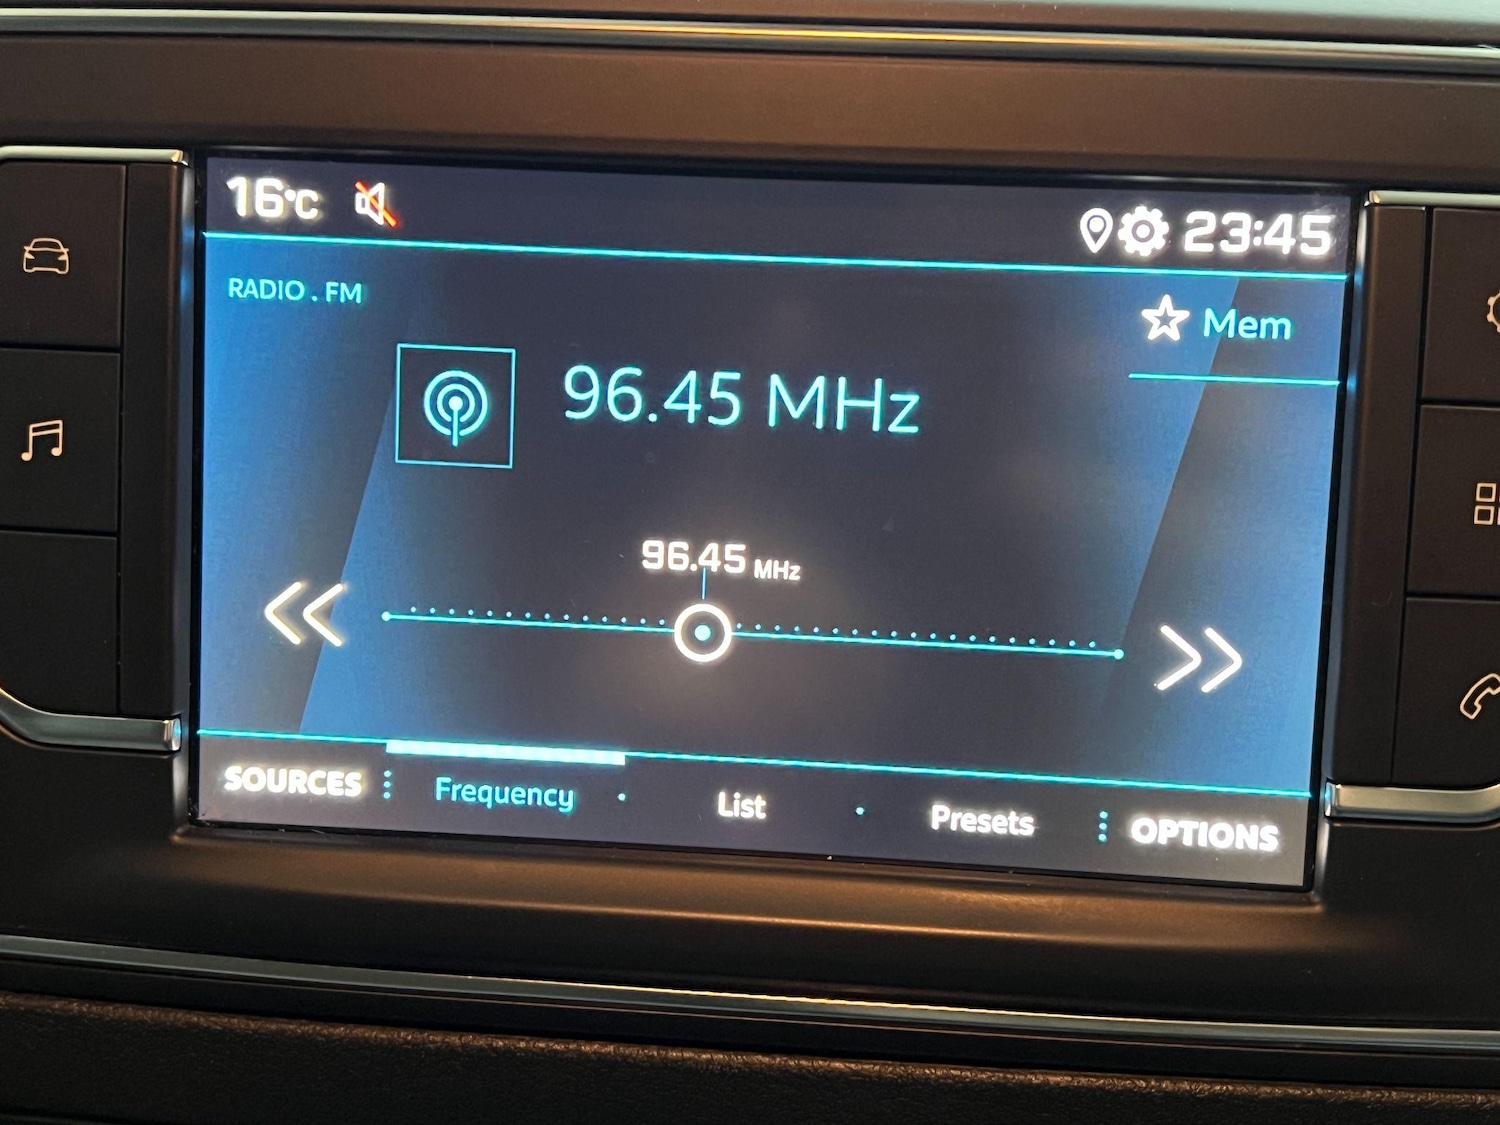 16°C 23:45
RADIO . FM
Mem
96.45 MHz
96.45 MHz
SOURCES Frequency List Presets OPTIONS